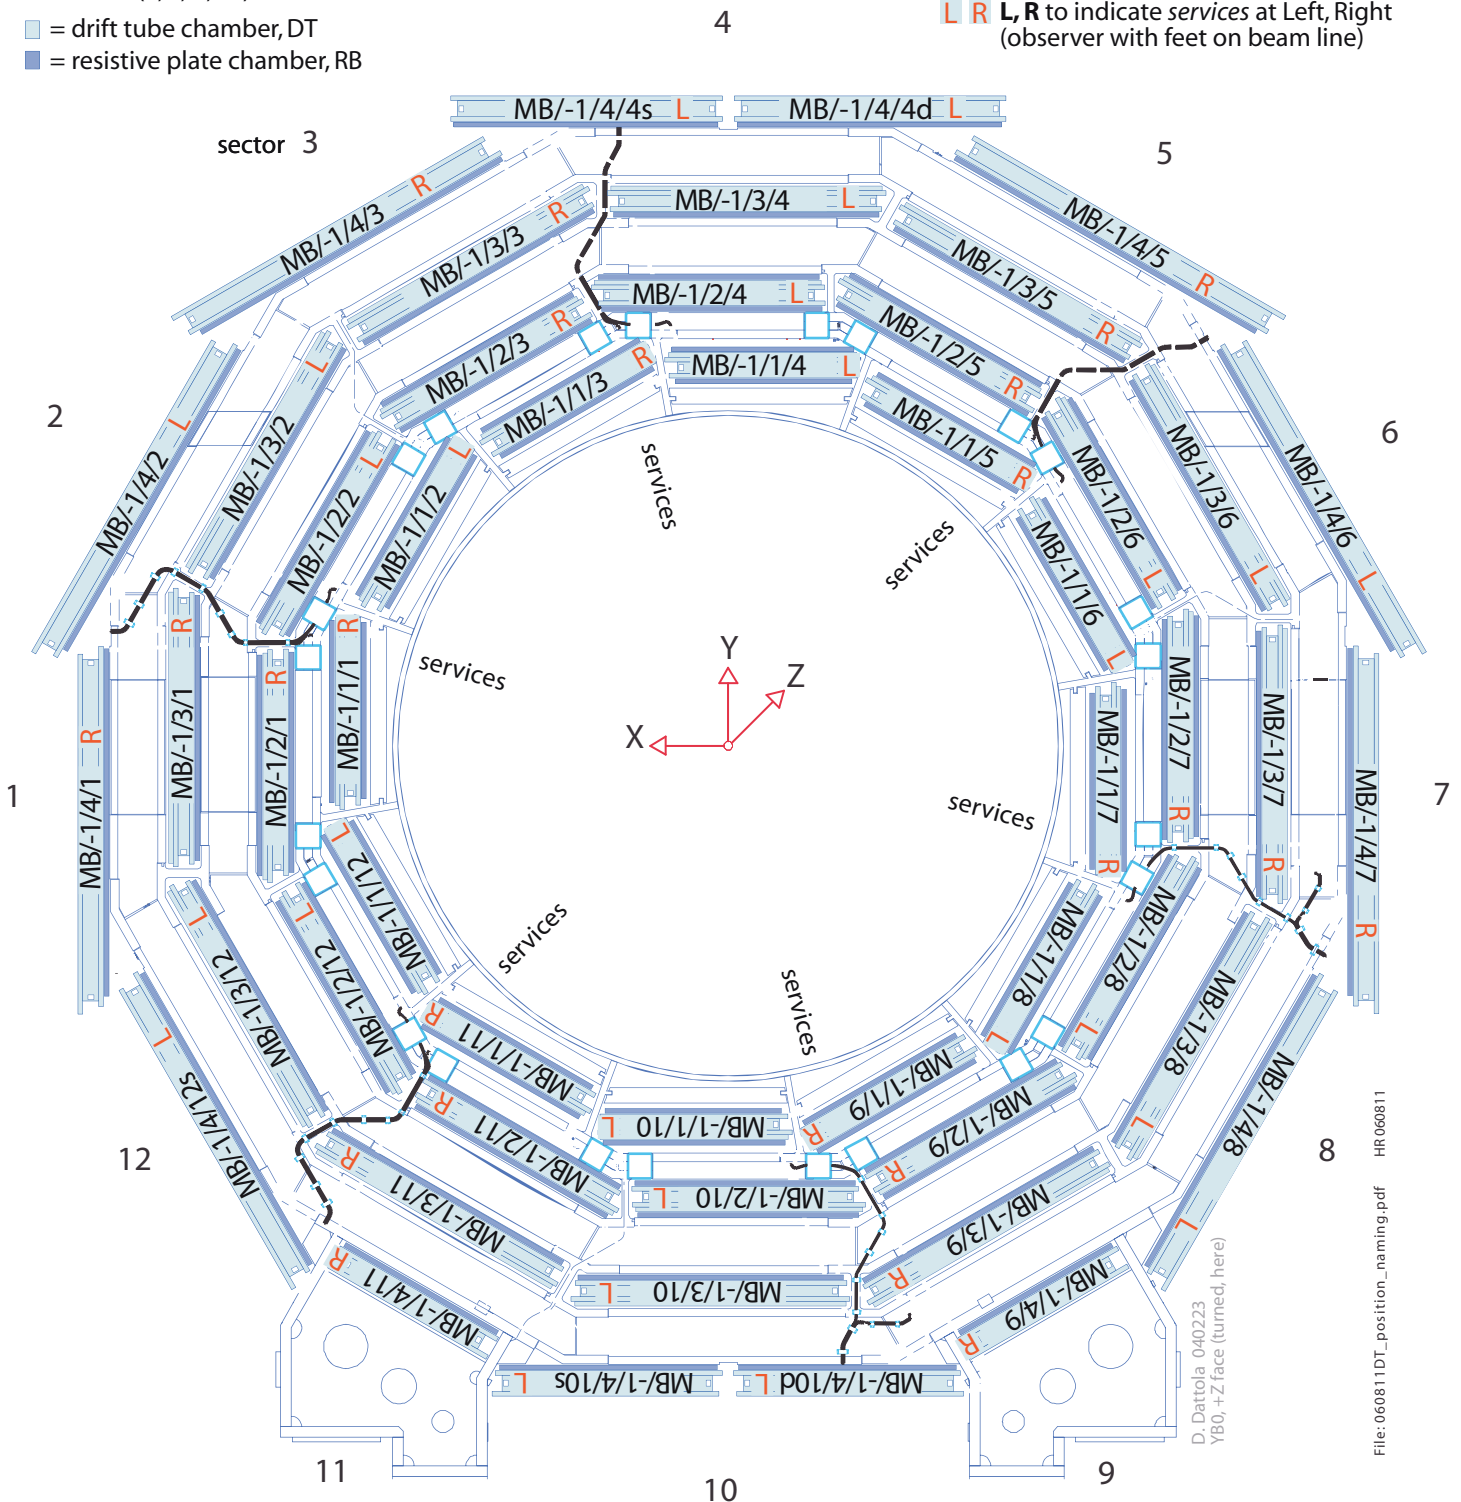 = drift tube chamber, DT
= resistive plate chamber, RB
4
L R L, R to indicate services at Left, Right
(observer with feet on beam line)
MB/-1/4/4s L
MB/-1/4/4d L
sector 3
5
MB/-1/4/3 R
MB/-1/3/3 R
MB/-1/3/4 L
MB/-1/3/5 R
MB/-1/4/5 R
MB/-1/2/3 R
MB/-1/2/4 L
MB/-1/2/5 R
MB/-1/1/3 R
MB/-1/1/4 L
MB/-1/1/5 R
2
MB/-1/4/2 L
MB/-1/3/2 L
MB/-1/2/2 L
MB/-1/1/2 L
6
MB/-1/1/6 L
MB/-1/2/6 L
MB/-1/3/6 L
MB/-1/4/6 L
services
services
services
Y
Z
X
services
services
services
1
MB/-1/4/1 R
MB/-1/3/1 R
MB/-1/2/1 R
MB/-1/1/1 R
7
MB/-1/1/7 R
MB/-1/2/7 R
MB/-1/3/7 R
MB/-1/4/7 R
12
MB/-1/4/12s L
MB/-1/3/12 L
MB/-1/2/12 L
MB/-1/1/12 L
8
MB/-1/1/8 L
MB/-1/2/8 L
MB/-1/3/8 L
MB/-1/4/8 L
MB/-1/1/11 R
MB/-1/2/11 R
MB/-1/3/11 R
MB/-1/4/11 R
MB/-1/1/10 L
MB/-1/2/10 L
MB/-1/3/10 L
MB/-1/4/10s L
MB/-1/4/10d L
MB/-1/1/9 R
MB/-1/2/9 R
MB/-1/3/9 R
MB/-1/4/9 R
11
10
9
D. Dattola 040223
YB0, +Z face (turned, here)
File: 060811DT_position_naming.pdf HR 060811